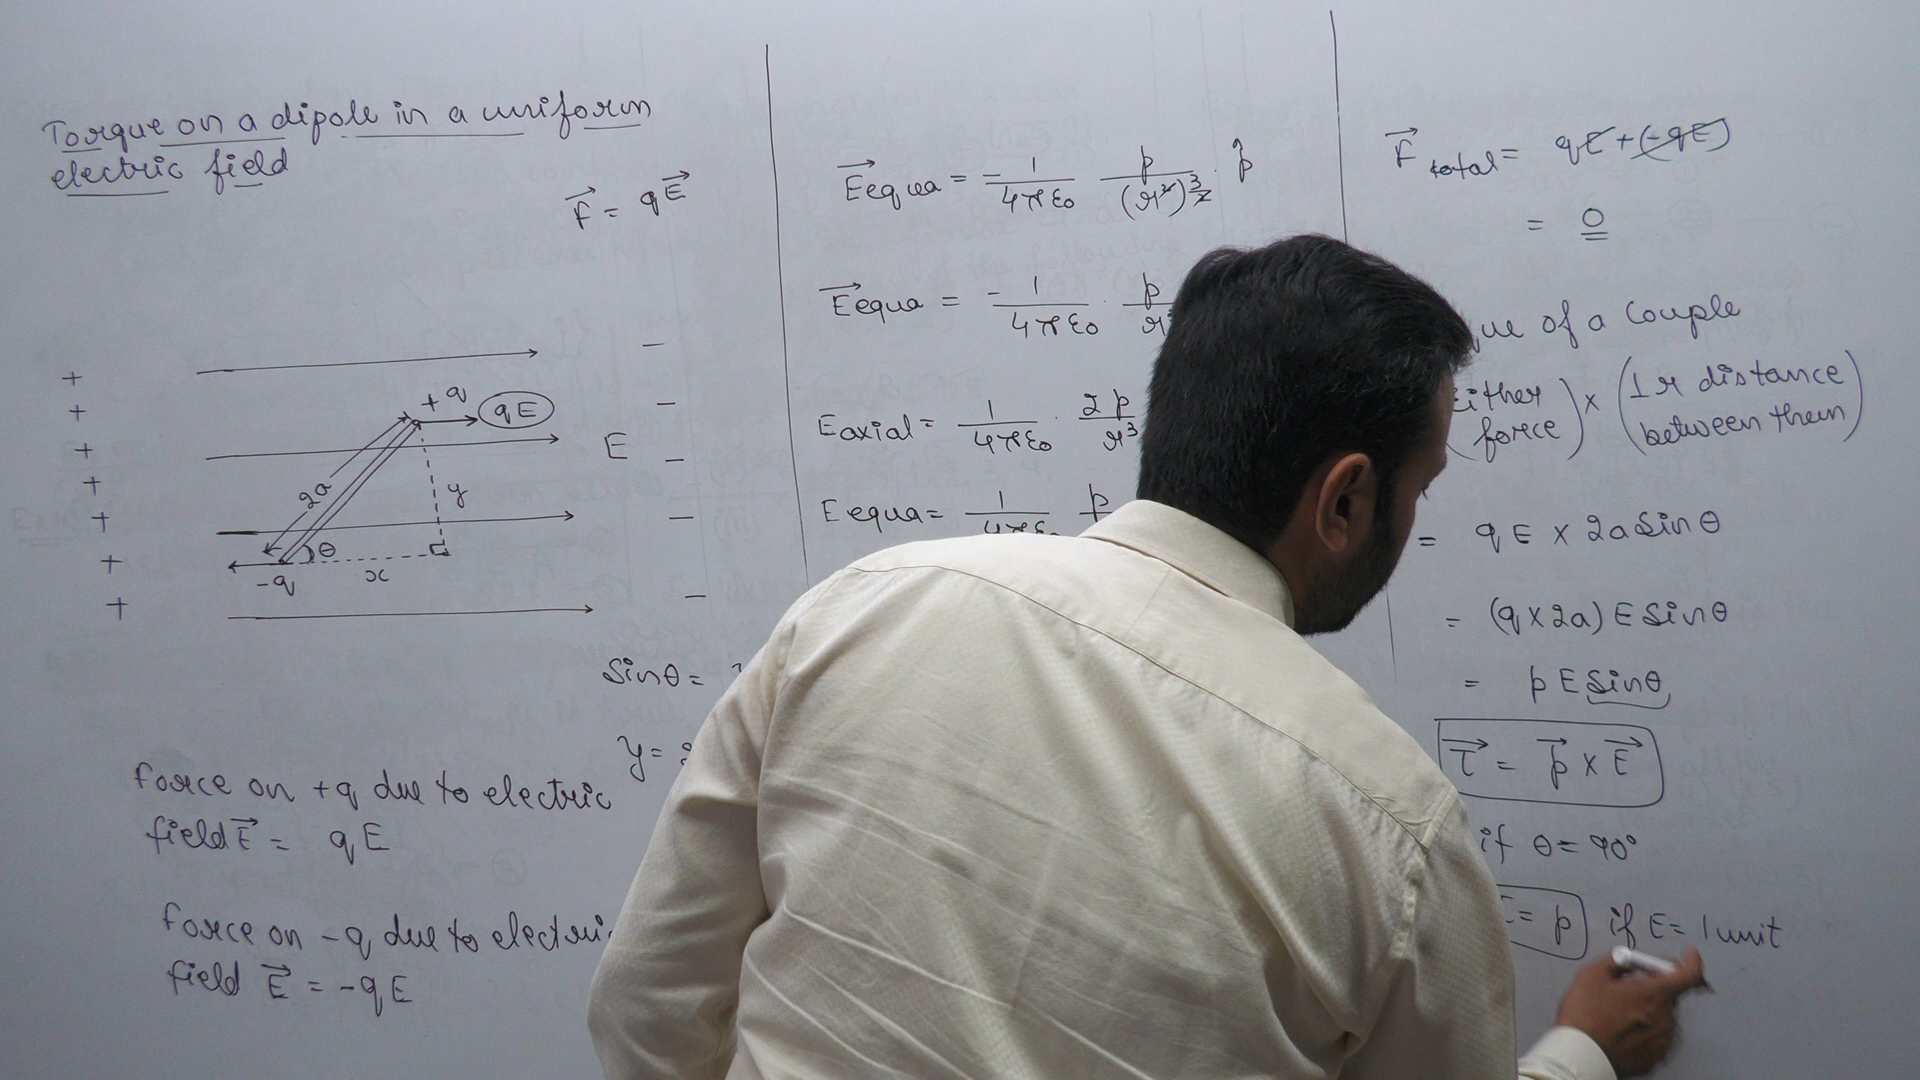 Torque on a dipole in a uniform
electric field
F⃗ = qE⃗
+ −
+ −
+q qE
+ E −
+
2a y
+ −
θ
+ −q x
+ −
Sinθ =
y =
Force on +q due to electric
field E⃗ = qE
Force on −q due to electric
field E⃗ = −qE
E⃗equa = − 1/4πε0 p/(r²)^3/2 · p̂
E⃗equa = − 1/4πε0 · p/r
Eaxial = 1/4πε0 · 2p/r³
Eequa = 1/4πε0 p
F⃗total = qE + (−qE)
= 0
of a couple
(either force) × (⊥r distance between them)
= qE × 2a Sinθ
= (q × 2a) E Sinθ
= pE Sinθ
τ⃗ = p⃗ × E⃗
if θ = 90°
= p if E = 1 unit